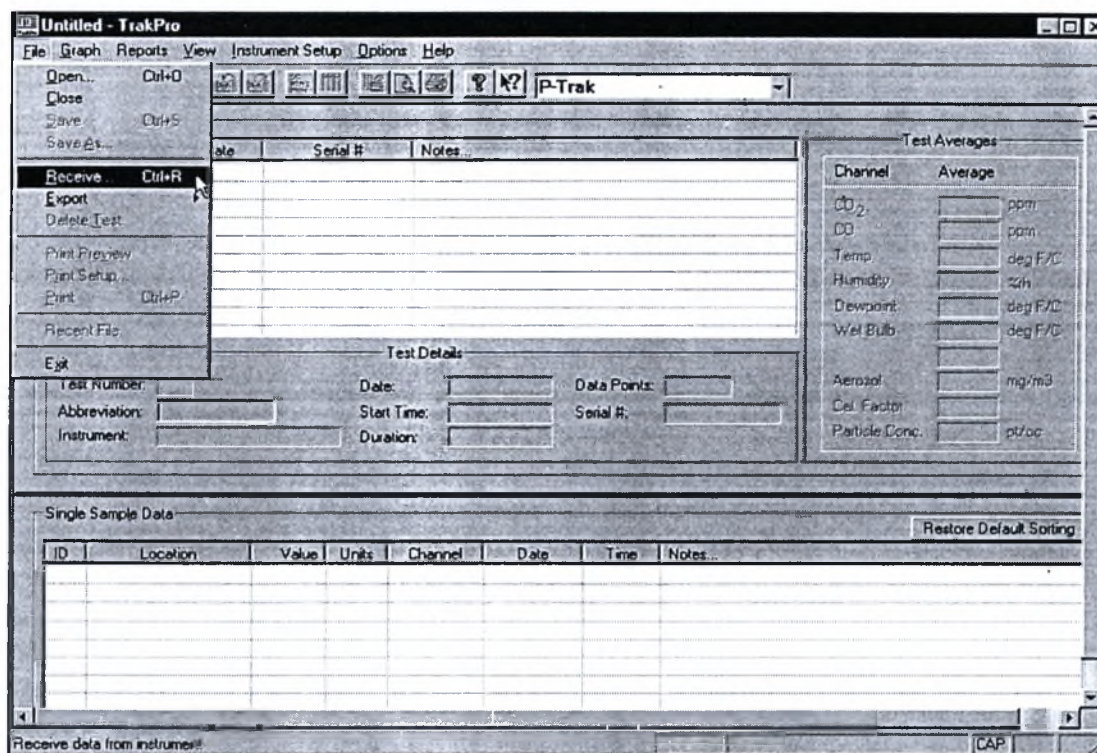 Untitled - TrakPro
File Graph Reports View Instrument Setup Options Help
Open... Ctrl+O
Close
Save Ctrl+S
Save As...
Receive... Ctrl+R
Export
Delete Test
Print Preview
Print Setup...
Print Ctrl+P
Recent File
Exit
P-Trak
Serial # Notes...
Test Averages
Channel Average
CO2 ppm
CO ppm
Temp deg F/C
Humidity %rh
Dewpoint deg F/C
Wet Bulb deg F/C
Aerosol mg/m3
Cal. Factor
Particle Conc. pt/cc
Test Details
Test Number: Date: Data Points:
Abbreviation: Start Time: Serial #:
Instrument: Duration:
Single Sample Data
Restore Default Sorting
ID Location Value Units Channel Date Time Notes...
Receive data from instrument
CAP